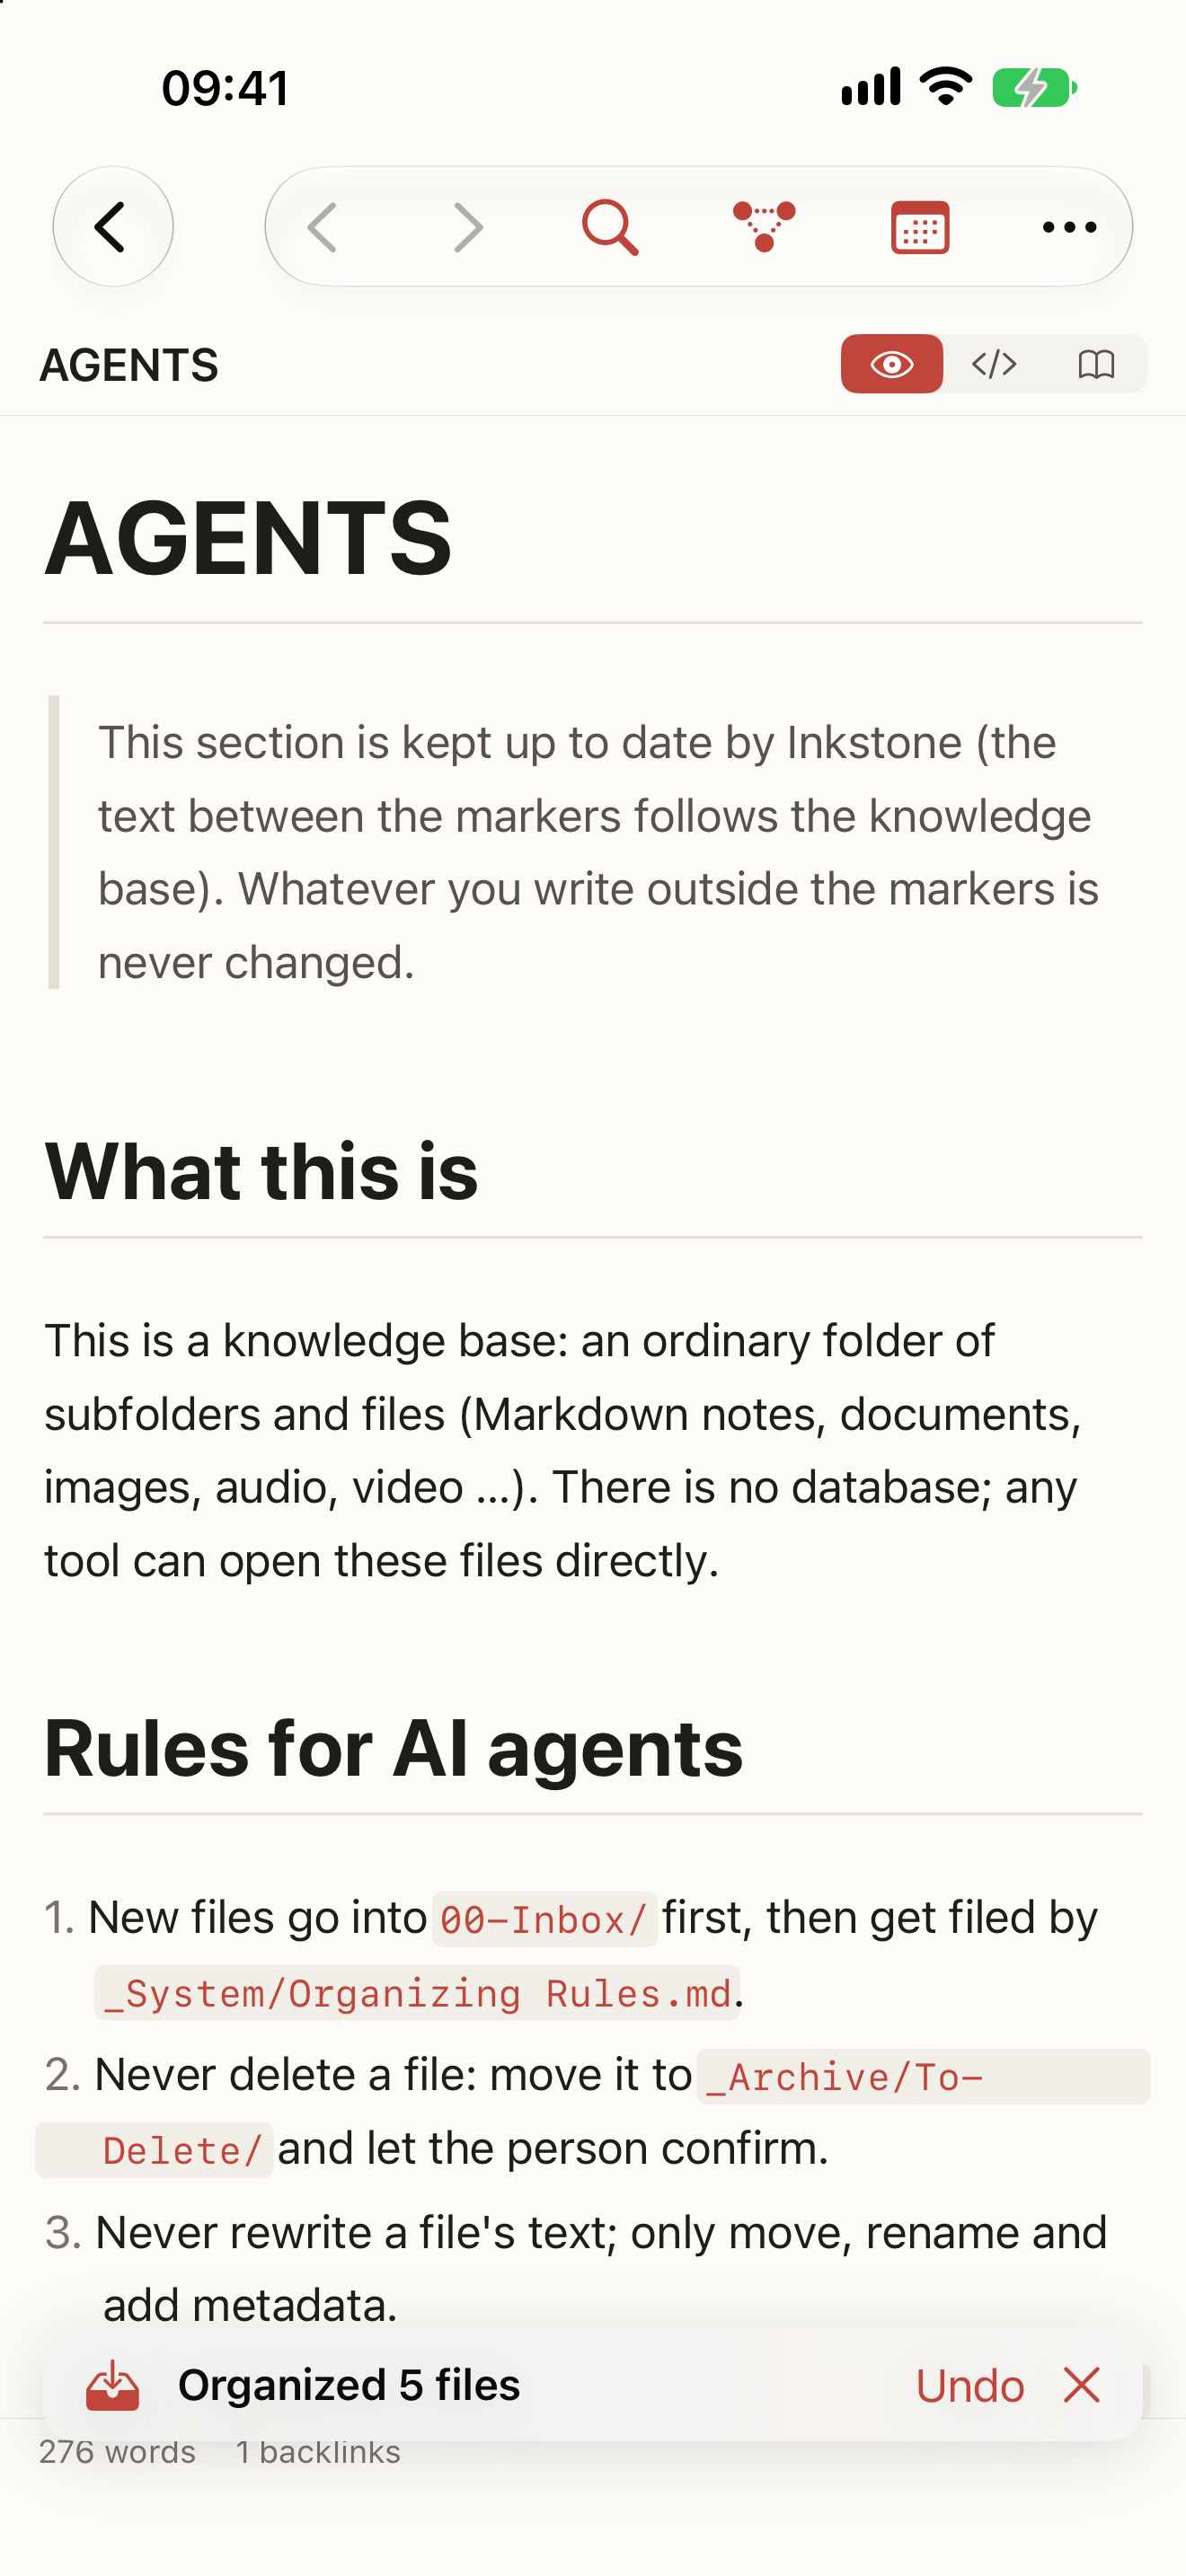 09:41
AGENTS
AGENTS
This section is kept up to date by Inkstone (the
text between the markers follows the knowledge
base). Whatever you write outside the markers is
never changed.
What this is
This is a knowledge base: an ordinary folder of
subfolders and files (Markdown notes, documents,
images, audio, video ...). There is no database; any
tool can open these files directly.
Rules for AI agents
1. New files go into 00-Inbox/ first, then get filed by
_System/Organizing Rules.md.
2. Never delete a file: move it to _Archive/To-
Delete/ and let the person confirm.
3. Never rewrite a file's text; only move, rename and
add metadata.
Organized 5 files Undo
276 words 1 backlinks